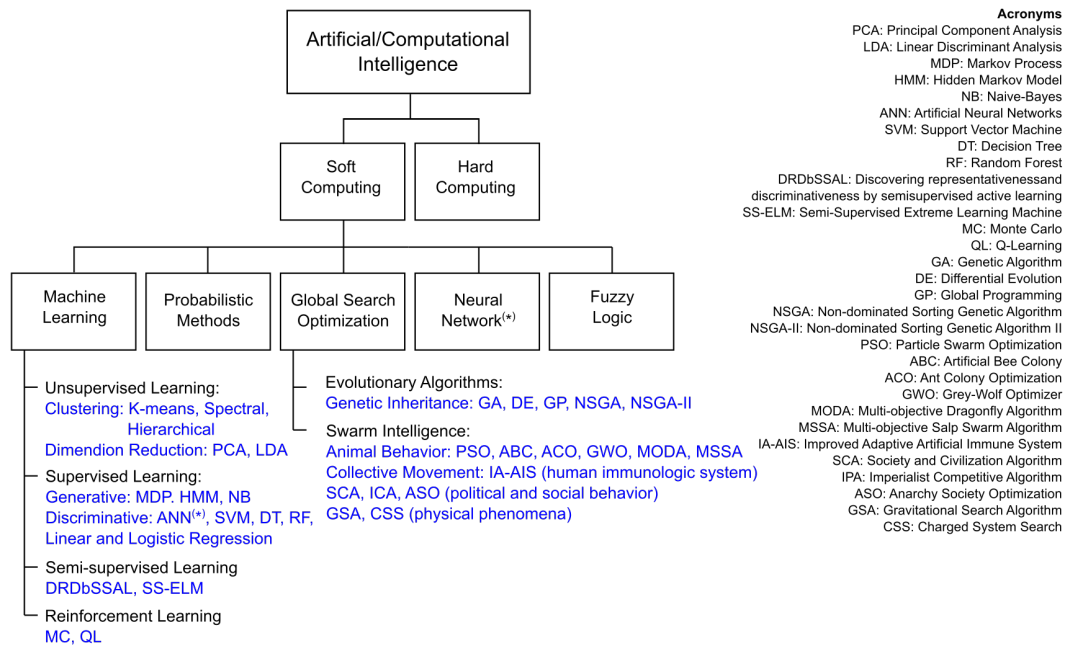 Artificial/Computational
Intelligence
Soft
Computing
Hard
Computing
Machine
Learning
Probabilistic
Methods
Global Search
Optimization
Neural
Network(*)
Fuzzy
Logic
Unsupervised Learning:
Clustering: K-means, Spectral,
Hierarchical
Dimendion Reduction: PCA, LDA
Supervised Learning:
Generative: MDP. HMM, NB
Discriminative: ANN(*), SVM, DT, RF,
Linear and Logistic Regression
Semi-supervised Learning
DRDbSSAL, SS-ELM
Reinforcement Learning
MC, QL
Evolutionary Algorithms:
Genetic Inheritance: GA, DE, GP, NSGA, NSGA-II
Swarm Intelligence:
Animal Behavior: PSO, ABC, ACO, GWO, MODA, MSSA
Collective Movement: IA-AIS (human immunologic system)
SCA, ICA, ASO (political and social behavior)
GSA, CSS (physical phenomena)
Acronyms
PCA: Principal Component Analysis
LDA: Linear Discriminant Analysis
MDP: Markov Process
HMM: Hidden Markov Model
NB: Naive-Bayes
ANN: Artificial Neural Networks
SVM: Support Vector Machine
DT: Decision Tree
RF: Random Forest
DRDbSSAL: Discovering representativenessand
discriminativeness by semisupervised active learning
SS-ELM: Semi-Supervised Extreme Learning Machine
MC: Monte Carlo
QL: Q-Learning
GA: Genetic Algorithm
DE: Differential Evolution
GP: Global Programming
NSGA: Non-dominated Sorting Genetic Algorithm
NSGA-II: Non-dominated Sorting Genetic Algorithm II
PSO: Particle Swarm Optimization
ABC: Artificial Bee Colony
ACO: Ant Colony Optimization
GWO: Grey-Wolf Optimizer
MODA: Multi-objective Dragonfly Algorithm
MSSA: Multi-objective Salp Swarm Algorithm
IA-AIS: Improved Adaptive Artificial Immune System
SCA: Society and Civilization Algorithm
IPA: Imperialist Competitive Algorithm
ASO: Anarchy Society Optimization
GSA: Gravitational Search Algorithm
CSS: Charged System Search